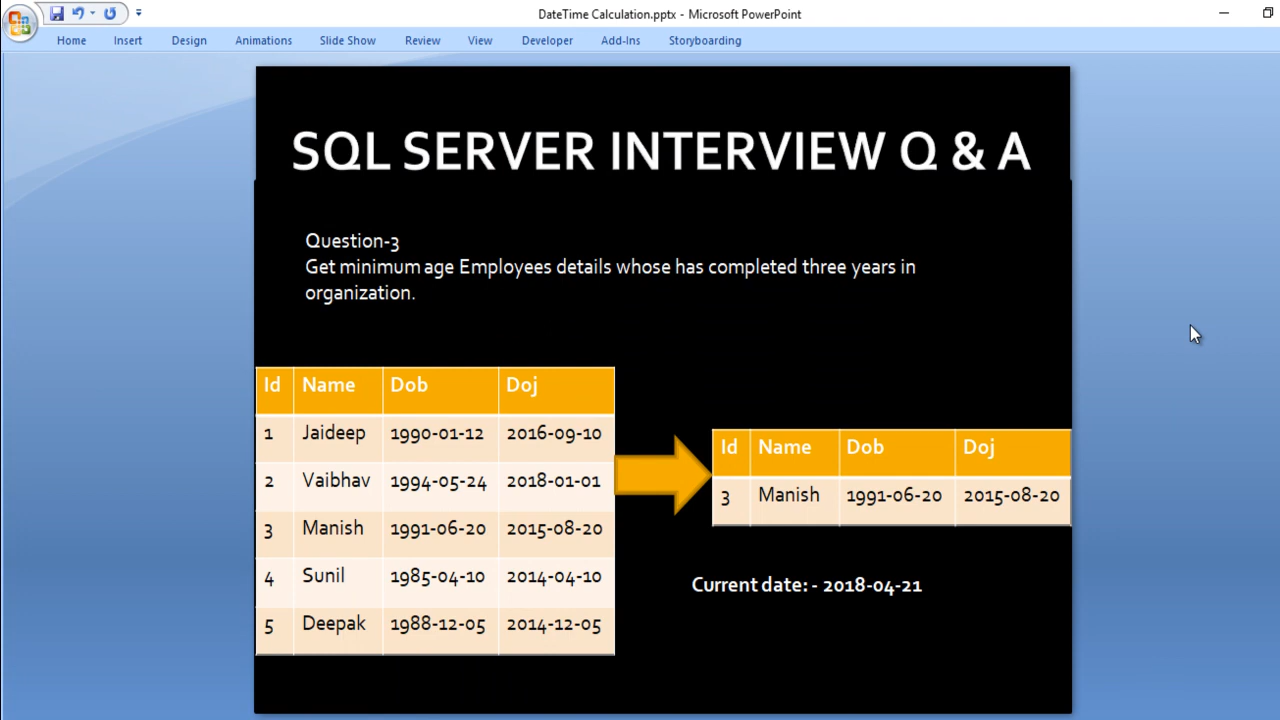 DateTime Calculation.pptx - Microsoft PowerPoint
Home Insert Design Animations Slide Show Review View Developer Add-Ins Storyboarding
SQL SERVER INTERVIEW Q & A
Question-3
Get minimum age Employees details whose has completed three years in
organization.
Id Name Dob Doj
1 Jaideep 1990-01-12 2016-09-10
2 Vaibhav 1994-05-24 2018-01-01
3 Manish 1991-06-20 2015-08-20
4 Sunil 1985-04-10 2014-04-10
5 Deepak 1988-12-05 2014-12-05
Id Name Dob Doj
3 Manish 1991-06-20 2015-08-20
Current date: - 2018-04-21